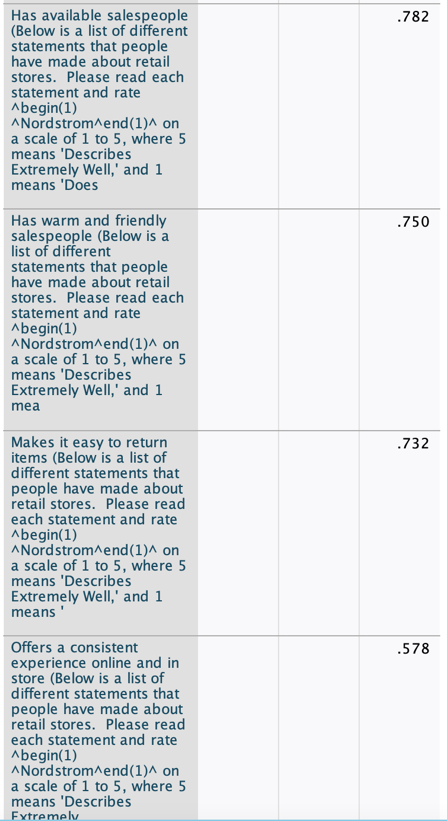 Has available salespeople
(Below is a list of different
statements that people
have made about retail
stores.  Please read each
statement and rate
^begin(1)
^Nordstrom^end(1)^ on
a scale of 1 to 5, where 5
means 'Describes
Extremely Well,' and 1
means 'Does
.782
Has warm and friendly
salespeople (Below is a
list of different
statements that people
have made about retail
stores.  Please read each
statement and rate
^begin(1)
^Nordstrom^end(1)^ on
a scale of 1 to 5, where 5
means 'Describes
Extremely Well,' and 1
mea
.750
Makes it easy to return
items (Below is a list of
different statements that
people have made about
retail stores.  Please read
each statement and rate
^begin(1)
^Nordstrom^end(1)^ on
a scale of 1 to 5, where 5
means 'Describes
Extremely Well,' and 1
means '
.732
Offers a consistent
experience online and in
store (Below is a list of
different statements that
people have made about
retail stores.  Please read
each statement and rate
^begin(1)
^Nordstrom^end(1)^ on
a scale of 1 to 5, where 5
means 'Describes
Extremely
.578